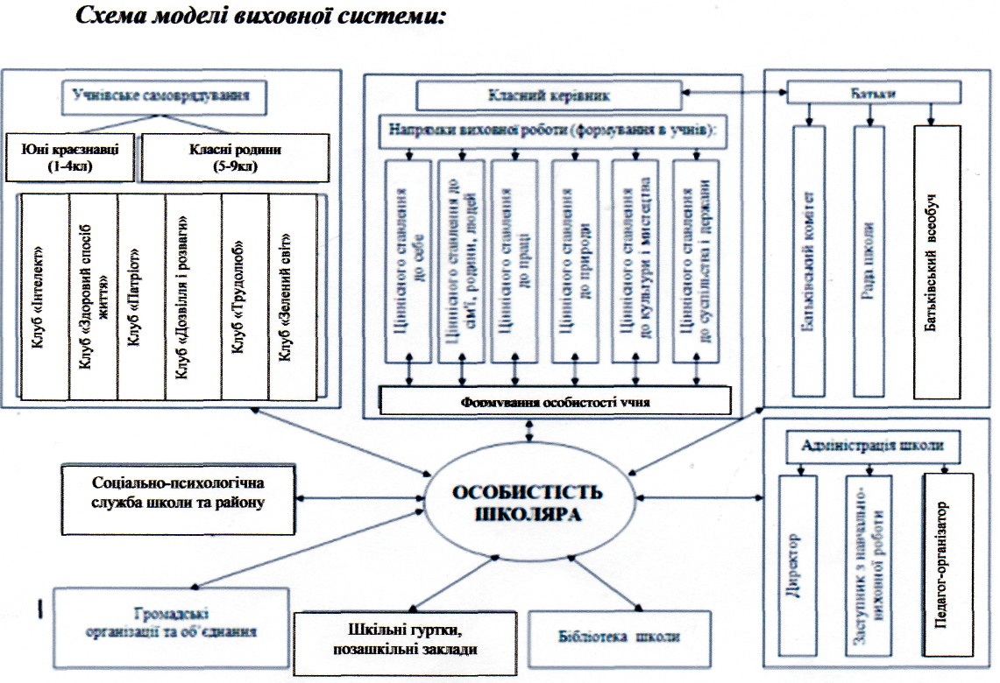 Схема моделі виховної системи:
Учнівське самоврядування
Юні краєзнавці
(1-4кл)
Класні родини
(5-9кл)
Клуб «Інтелект»
Клуб «Здоровий спосіб
життя»
Клуб «Патріот»
Клуб «Дозвілля і розваги»
Клуб «Трудолюб»
Клуб «Зелений світ»
Класний керівник
Напрямки виховної роботи (формування в учнів):
Ціннісного ставлення
до себе
Ціннісного ставлення до
сім'ї, родини, людей
Ціннісного ставлення
до праці
Ціннісного ставлення
до природи
Ціннісного ставлення
до культури і мистецтва
Ціннісного ставлення
до суспільства і держави
Формування особистості учня
Батьки
Батьківський комітет
Рада школи
Батьківський всеобуч
Адміністрація школи
Директор
Заступник з навчально-
виховної роботи
Педагог-організатор
ОСОБИСТІСТЬ
ШКОЛЯРА
Соціально-психологічна
служба школи та району
Громадські
організації та об'єднання
Шкільні гуртки,
позашкільні заклади
Бібліотека школи